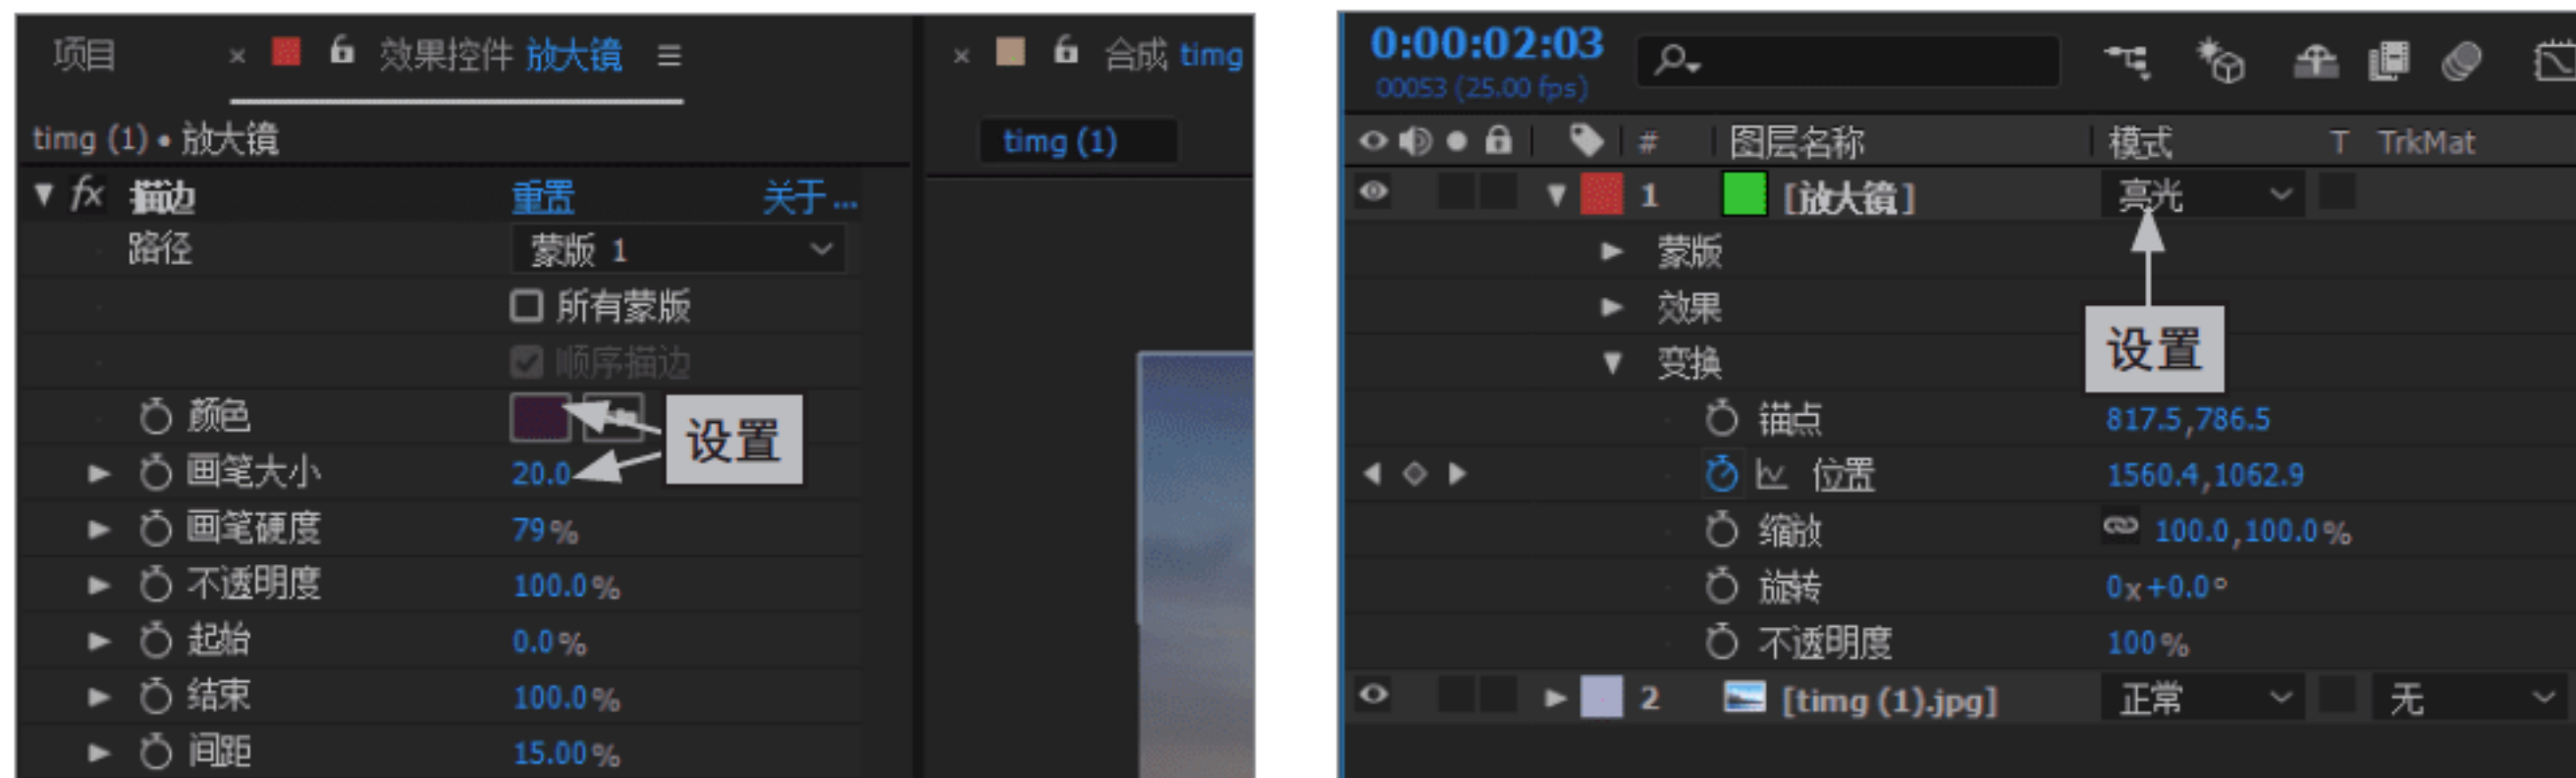 项目 × 效果控件 放大镜 ☰
timg (1) • 放大镜
fx 描边 重置 关于...
路径 蒙版 1
所有蒙版
顺序描边
颜色
画笔大小 20.0
画笔硬度 79%
不透明度 100.0%
起始 0.0%
结束 100.0%
间距 15.00%
设置
× 合成 timg
timg (1)
0:00:02:03
00053 (25.00 fps)
# 图层名称 模式 T TrkMat
1 [放大镜] 亮光
蒙版
效果
设置
变换
锚点 817.5,786.5
位置 1560.4,1062.9
缩放 100.0,100.0%
旋转 0x+0.0°
不透明度 100%
2 [timg (1).jpg] 正常 无